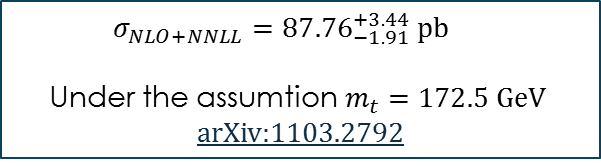 σ_{NLO+NNLL} = 87.76^{+3.44}_{−1.91} pb
Under the assumtion m_t = 172.5 GeV
arXiv:1103.2792